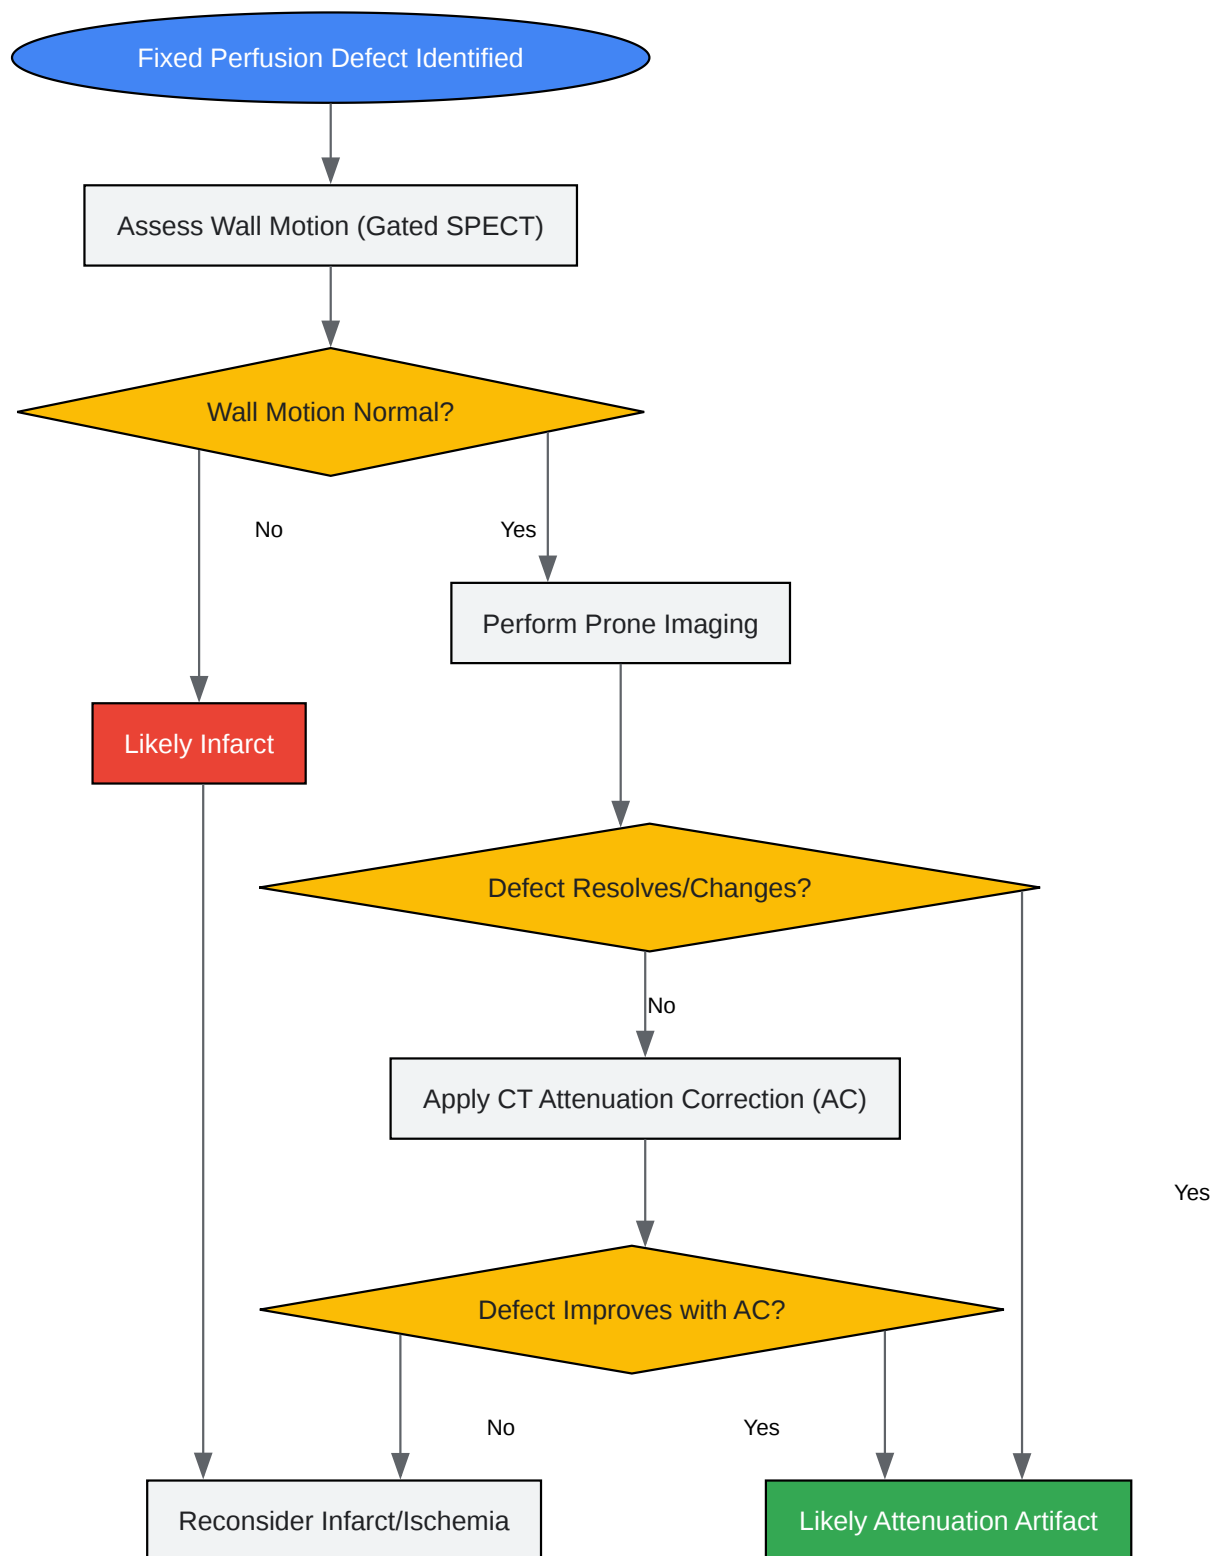 Fixed Perfusion Defect Identified
Assess Wall Motion (Gated SPECT)
Wall Motion Normal?
No
Yes
Perform Prone Imaging
Likely Infarct
Defect Resolves/Changes?
No
Apply CT Attenuation Correction (AC)
Yes
Defect Improves with AC?
No
Yes
Reconsider Infarct/Ischemia
Likely Attenuation Artifact